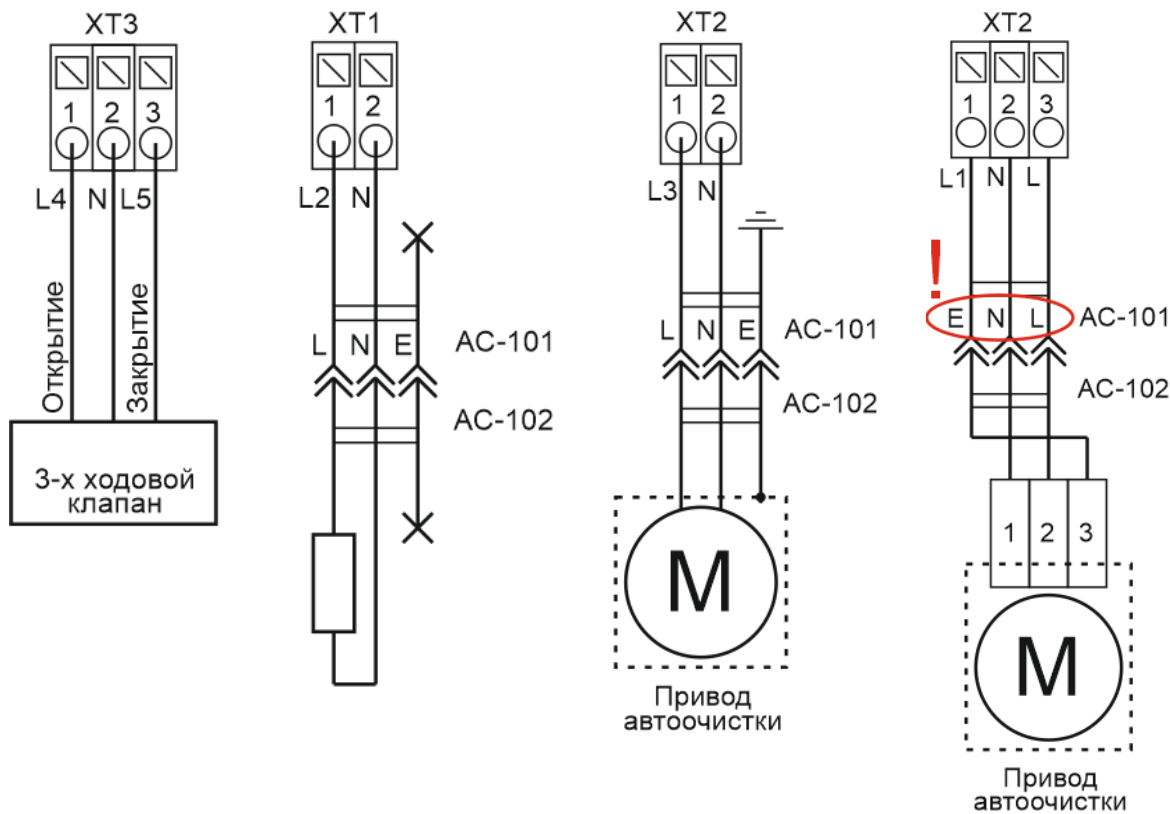 XT3
1 2 3
L4 N L5
Открытие
Закрытие
3-х ходовой
клапан
XT1
1 2
L2 N
L N E
AC-101
AC-102
XT2
1 2
L3 N
L N E
AC-101
AC-102
M
Привод
автоочистки
XT2
1 2 3
L1 N L
!
E N L
AC-101
AC-102
1 2 3
M
Привод
автоочистки